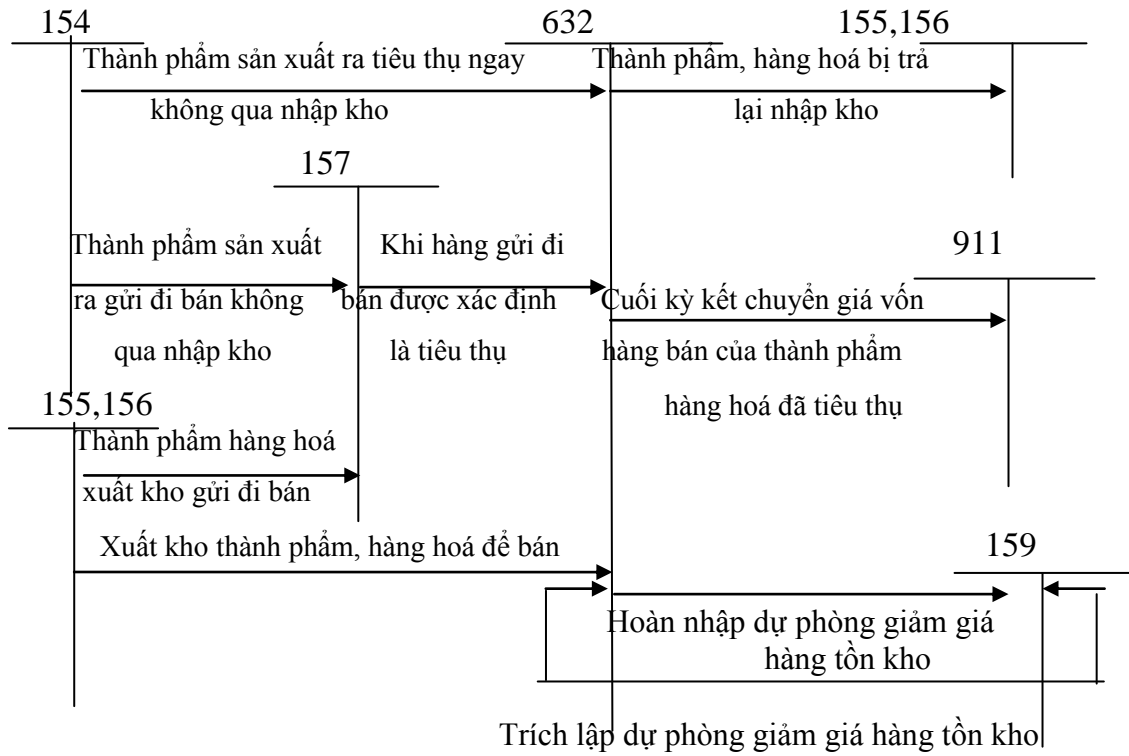 154
632
155,156
Thành phẩm sản xuất ra tiêu thụ ngay
không qua nhập kho
Thành phẩm, hàng hoá bị trả
lại nhập kho
157
Thành phẩm sản xuất
ra gửi đi bán không
qua nhập kho
Khi hàng gửi đi
bán được xác định
là tiêu thụ
911
Cuối kỳ kết chuyển giá vốn
hàng bán của thành phẩm
hàng hoá đã tiêu thụ
155,156
Thành phẩm hàng hoá
xuất kho gửi đi bán
Xuất kho thành phẩm, hàng hoá để bán
159
Hoàn nhập dự phòng giảm giá
hàng tồn kho
Trích lập dự phòng giảm giá hàng tồn kho